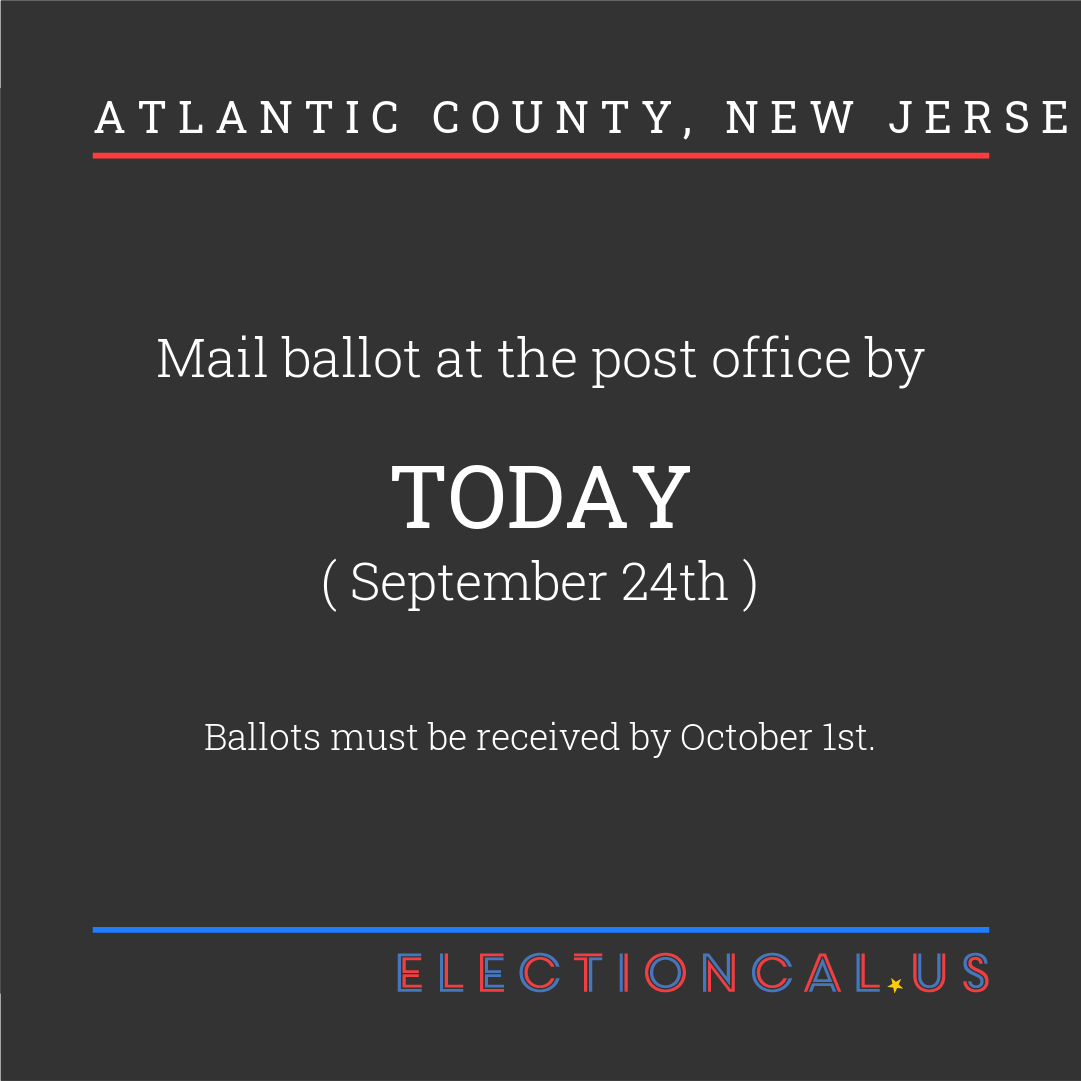 ATLANTIC COUNTY, NEW JERSE
Mail ballot at the post office by
TODAY
( September 24th )
Ballots must be received by October 1st.
ELECTIONCAL.US